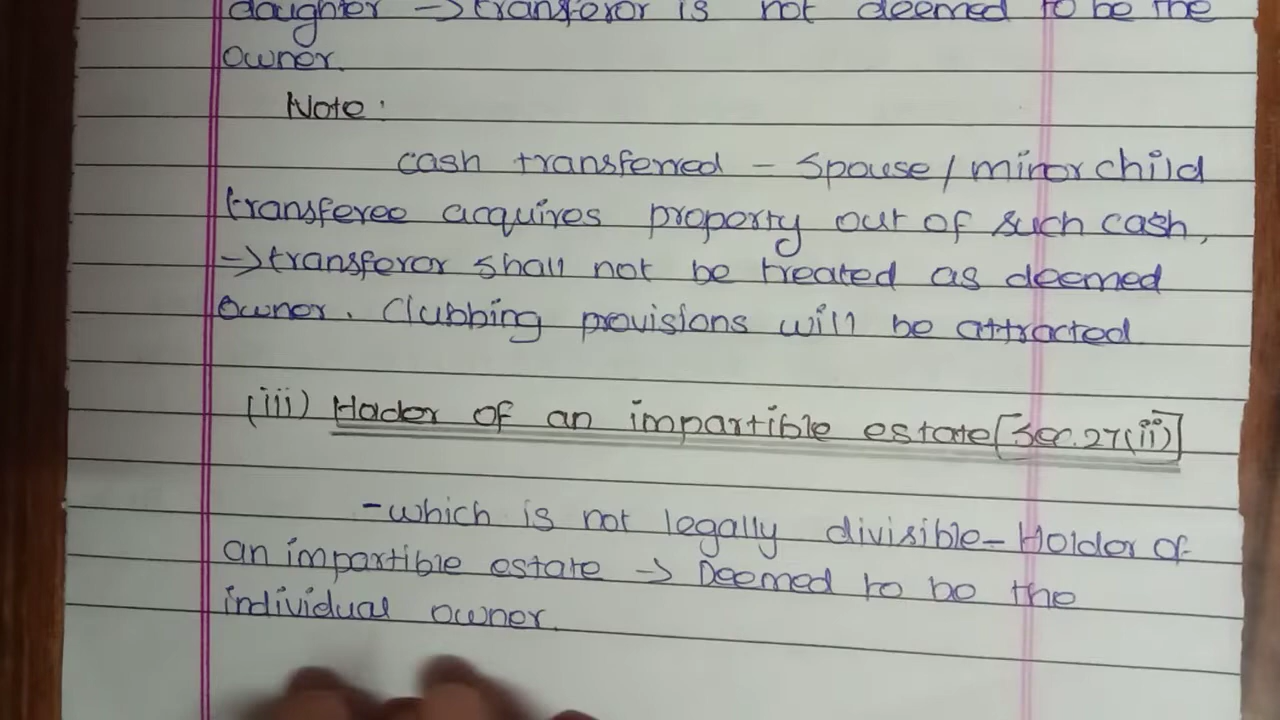 daughter → transferor is not deemed to be the
owner.
Note:
cash transferred - Spouse/minor child
transferee acquires property out of such cash,
→ transferor shall not be treated as deemed
owner. Clubbing provisions will be attracted
(iii) Hoder of an impartible estate [Sec.27(ii)]
- which is not legally divisible - Holder of
an impartible estate → Deemed to be the
individual owner.